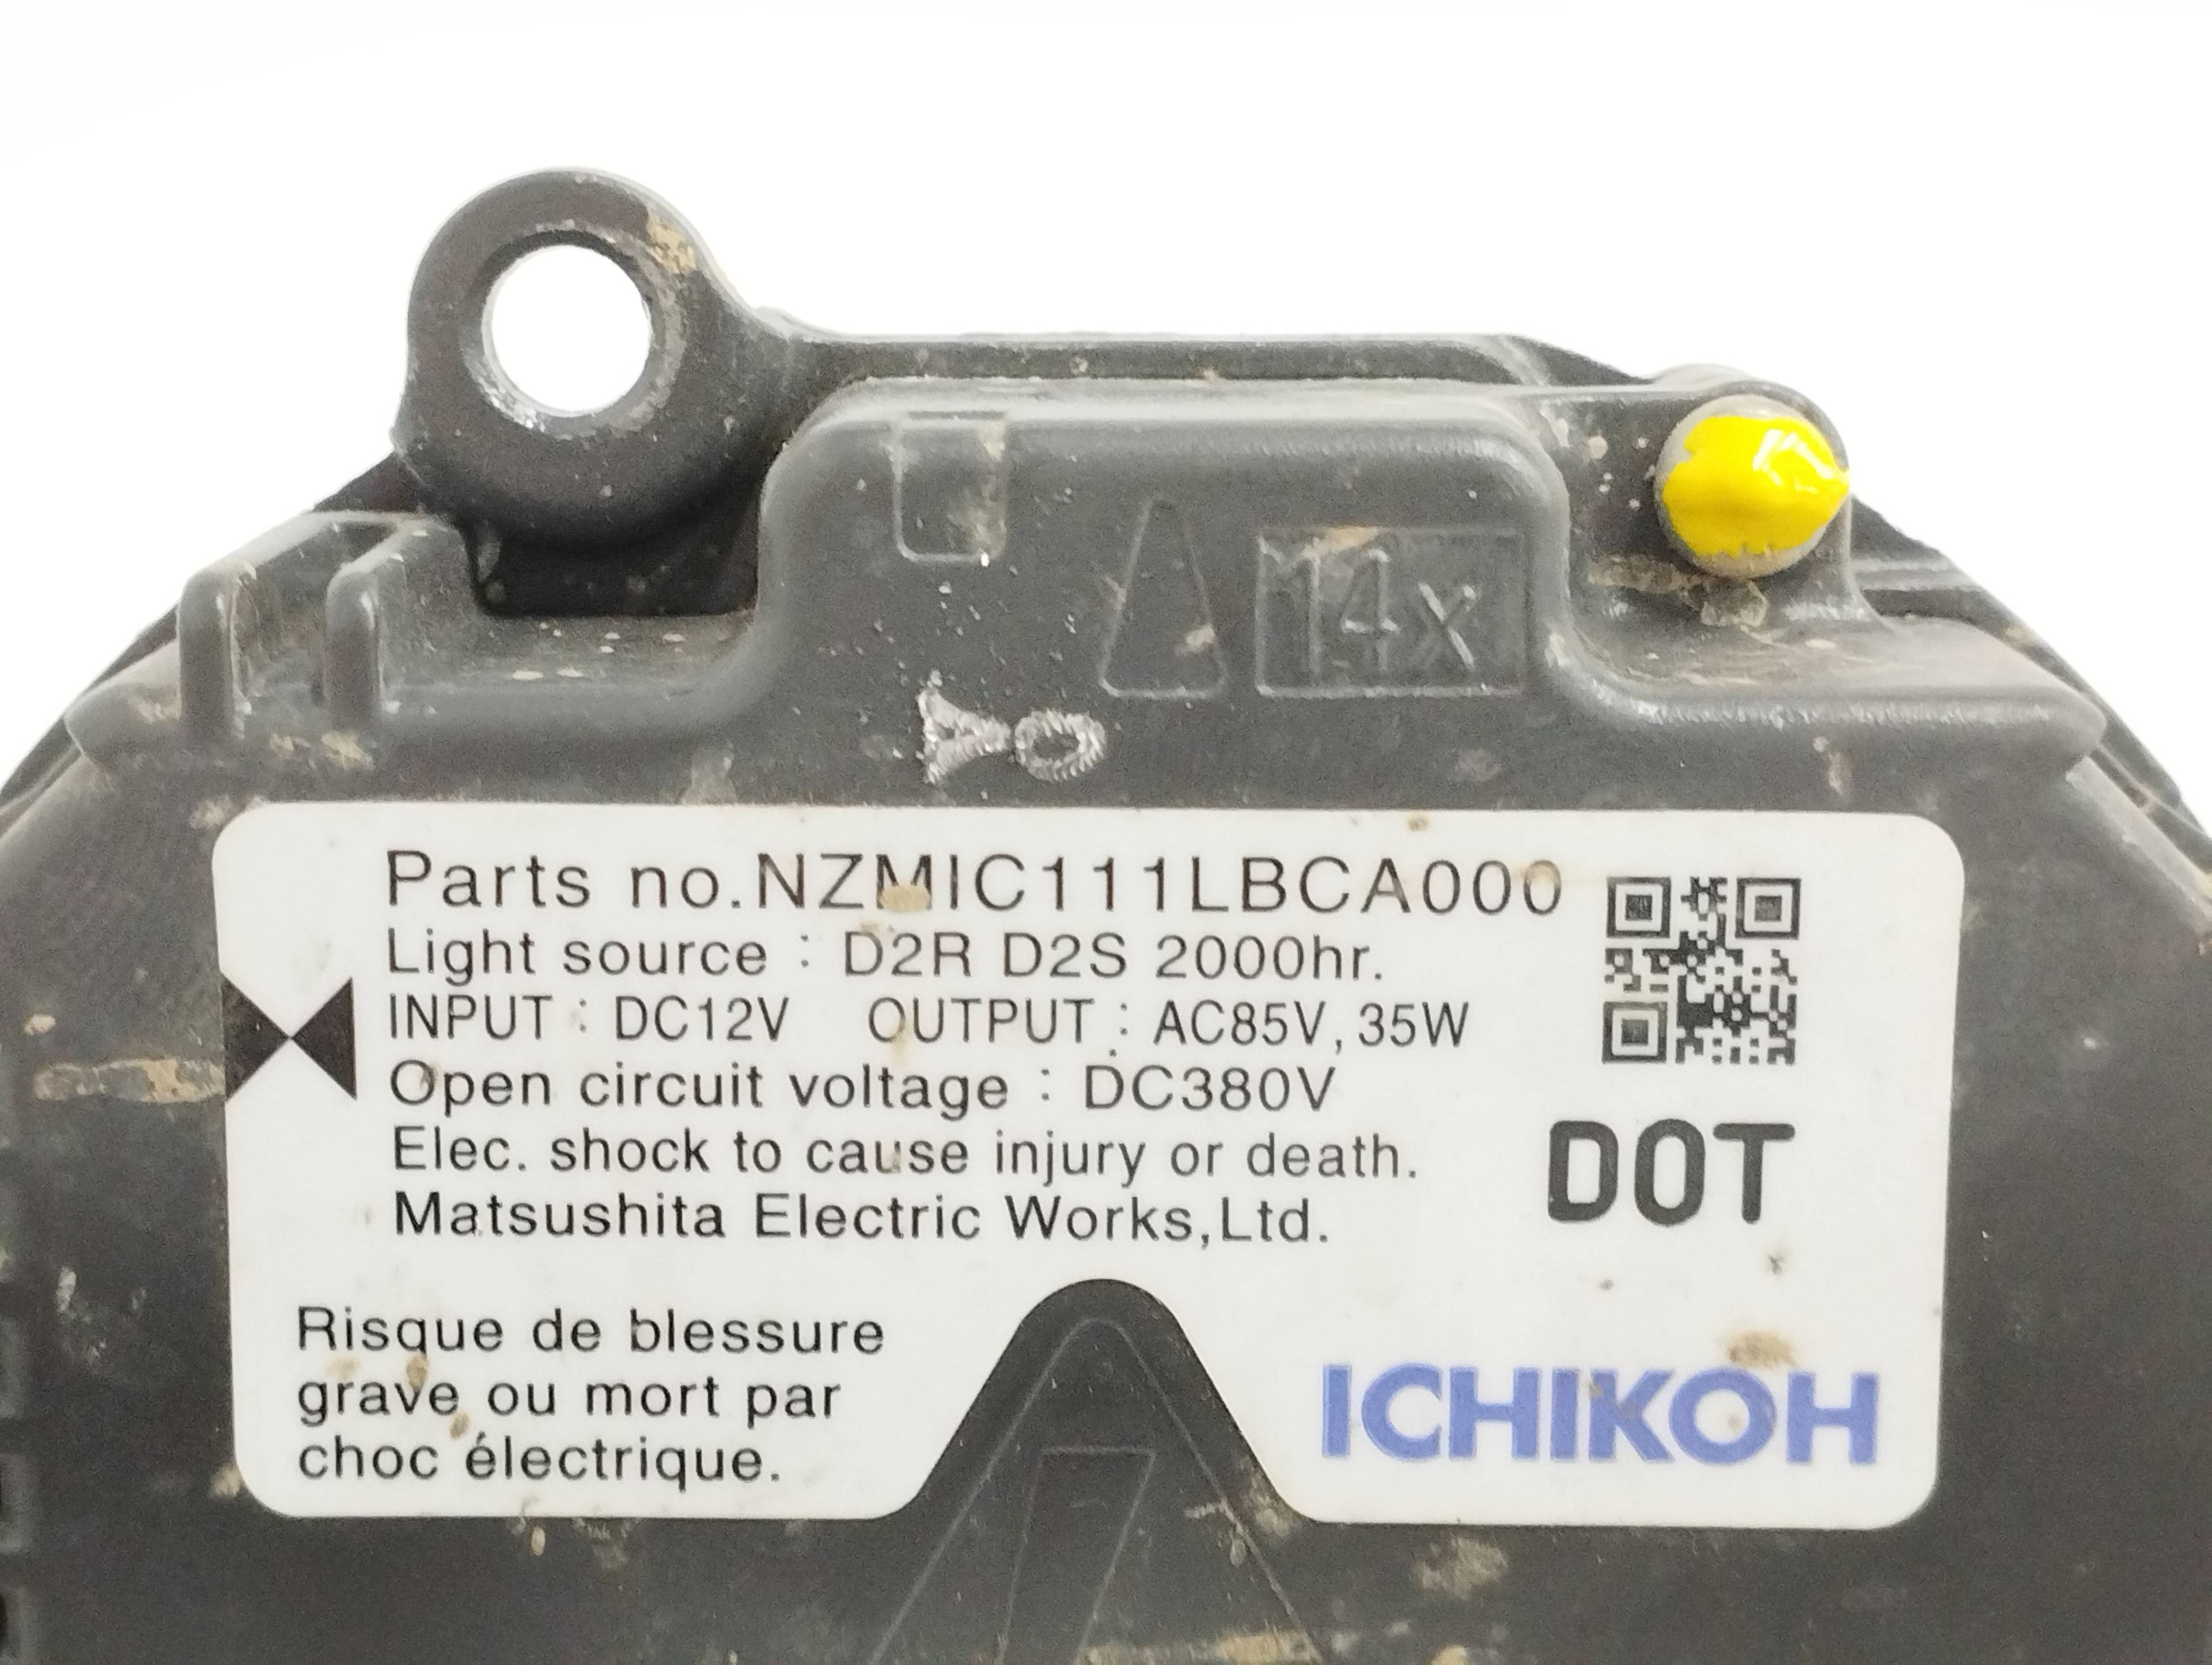 14x
YO
Parts no.NZMIC111LBCA000
Light source : D2R D2S 2000hr.
INPUT : DC12V OUTPUT : AC85V,35W
Open circuit voltage : DC380V
Elec. shock to cause injury or death.
Matsushita Electric Works,Ltd.
DOT
Risque de blessure
grave ou mort par
choc électrique.
ICHIKOH